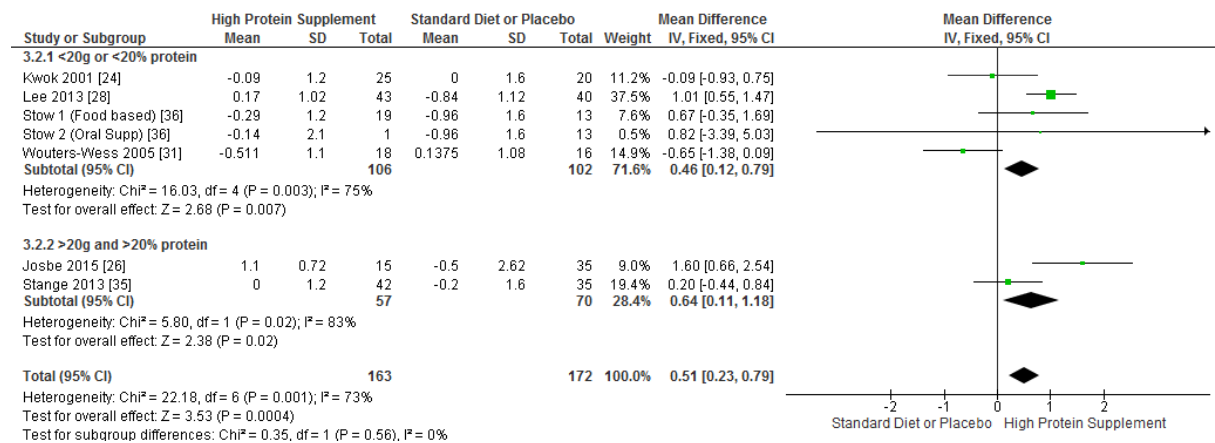 High Protein Supplement Standard Diet or Placebo Mean Difference Mean Difference
Study or Subgroup Mean SD Total Mean SD Total Weight IV, Fixed, 95% CI IV, Fixed, 95% CI
3.2.1 <20g or <20% protein
Kwok 2001 [24] -0.09 1.2 25 0 1.6 20 11.2% -0.09 [-0.93, 0.75]
Lee 2013 [28] 0.17 1.02 43 -0.84 1.12 40 37.5% 1.01 [0.55, 1.47]
Stow 1 (Food based) [36] -0.29 1.2 19 -0.96 1.6 13 7.6% 0.67 [-0.35, 1.69]
Stow 2 (Oral Supp) [36] -0.14 2.1 1 -0.96 1.6 13 0.5% 0.82 [-3.39, 5.03]
Wouters-Wess 2005 [31] -0.511 1.1 18 0.1375 1.08 16 14.9% -0.65 [-1.38, 0.09]
Subtotal (95% CI) 106 102 71.6% 0.46 [0.12, 0.79]
Heterogeneity: Chi² = 16.03, df = 4 (P = 0.003); I² = 75%
Test for overall effect: Z = 2.68 (P = 0.007)
3.2.2 >20g and >20% protein
Josbe 2015 [26] 1.1 0.72 15 -0.5 2.62 35 9.0% 1.60 [0.66, 2.54]
Stange 2013 [35] 0 1.2 42 -0.2 1.6 35 19.4% 0.20 [-0.44, 0.84]
Subtotal (95% CI) 57 70 28.4% 0.64 [0.11, 1.18]
Heterogeneity: Chi² = 5.80, df = 1 (P = 0.02); I² = 83%
Test for overall effect: Z = 2.38 (P = 0.02)
Total (95% CI) 163 172 100.0% 0.51 [0.23, 0.79]
Heterogeneity: Chi² = 22.18, df = 6 (P = 0.001); I² = 73%
Test for overall effect: Z = 3.53 (P = 0.0004)
Test for subgroup differences: Chi² = 0.35, df = 1 (P = 0.56), I² = 0%
-2 -1 0 1 2
Standard Diet or Placebo High Protein Supplement